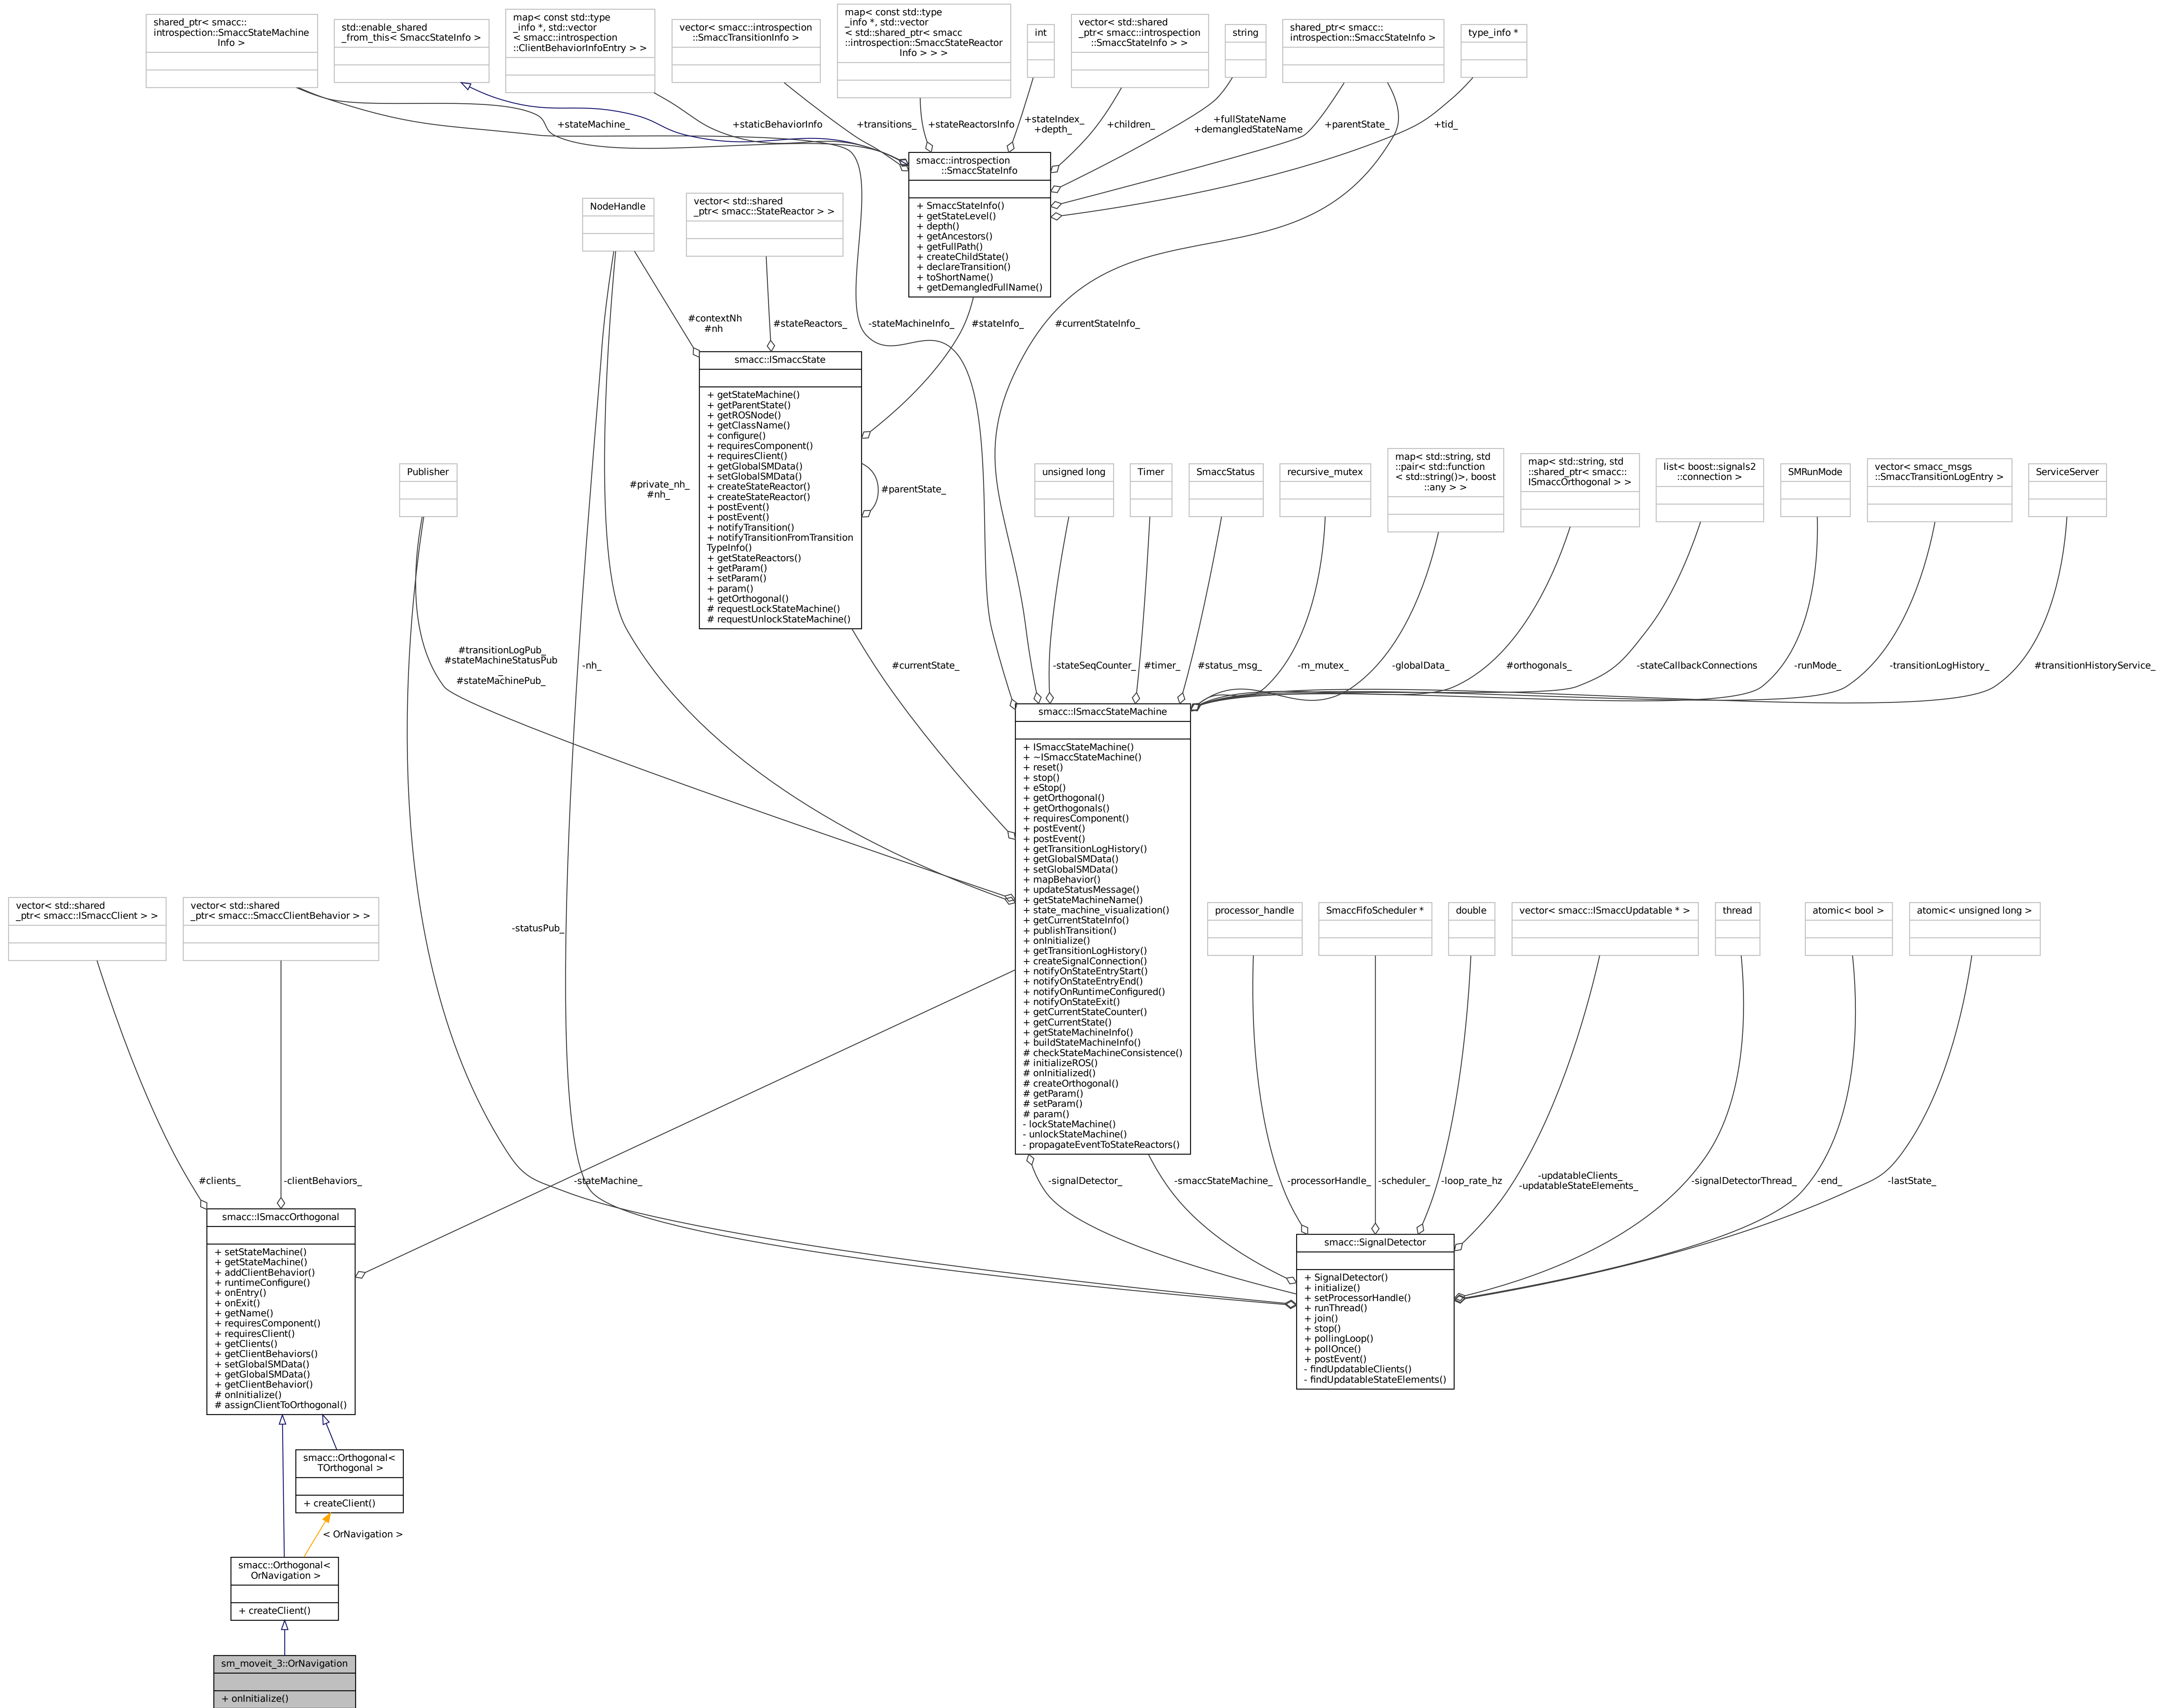 shared_ptr< smacc::
introspection::SmaccStateMachine
Info >
std::enable_shared
_from_this< SmaccStateInfo >
map< const std::type
_info *, std::vector
< smacc::introspection
::ClientBehaviorInfoEntry > >
vector< smacc::introspection
::SmaccTransitionInfo >
map< const std::type
_info *, std::vector
< std::shared_ptr< smacc
::introspection::SmaccStateReactor
Info > > >
int
vector< std::shared
_ptr< smacc::introspection
::SmaccStateInfo > >
string
shared_ptr< smacc::
introspection::SmaccStateInfo >
type_info *
+stateMachine_
+staticBehaviorInfo
+transitions_
+stateReactorsInfo
+stateIndex_
+depth_
+children_
+fullStateName
+demangledStateName
+parentState_
+tid_
smacc::introspection
::SmaccStateInfo
+ SmaccStateInfo()
+ getStateLevel()
+ depth()
+ getAncestors()
+ getFullPath()
+ createChildState()
+ declareTransition()
+ toShortName()
+ getDemangledFullName()
NodeHandle
vector< std::shared
_ptr< smacc::StateReactor > >
#contextNh
#nh
#stateReactors_
-stateMachineInfo_
#stateInfo_
#currentStateInfo_
smacc::ISmaccState
+ getStateMachine()
+ getParentState()
+ getROSNode()
+ getClassName()
+ configure()
+ requiresComponent()
+ requiresClient()
+ getGlobalSMData()
+ setGlobalSMData()
+ createStateReactor()
+ createStateReactor()
+ postEvent()
+ postEvent()
+ notifyTransition()
+ notifyTransitionFromTransition
TypeInfo()
+ getStateReactors()
+ getParam()
+ setParam()
+ param()
+ getOrthogonal()
# requestLockStateMachine()
# requestUnlockStateMachine()
#parentState_
Publisher
#private_nh_
#nh_
unsigned long
Timer
SmaccStatus
recursive_mutex
map< std::string, std
::pair< std::function
< std::string()>, boost
::any > >
map< std::string, std
::shared_ptr< smacc::
ISmaccOrthogonal > >
list< boost::signals2
::connection >
SMRunMode
vector< smacc_msgs
::SmaccTransitionLogEntry >
ServiceServer
#transitionLogPub_
#stateMachineStatusPub
_
#stateMachinePub_
-nh_
#currentState_
-stateSeqCounter_
#timer_
#status_msg_
-m_mutex_
-globalData_
#orthogonals_
-stateCallbackConnections
-runMode_
-transitionLogHistory_
#transitionHistoryService_
smacc::ISmaccStateMachine
+ ISmaccStateMachine()
+ ~ISmaccStateMachine()
+ reset()
+ stop()
+ eStop()
+ getOrthogonal()
+ getOrthogonals()
+ requiresComponent()
+ postEvent()
+ postEvent()
+ getTransitionLogHistory()
+ getGlobalSMData()
+ setGlobalSMData()
+ mapBehavior()
+ updateStatusMessage()
+ getStateMachineName()
+ state_machine_visualization()
+ getCurrentStateInfo()
+ publishTransition()
+ onInitialize()
+ getTransitionLogHistory()
+ createSignalConnection()
+ notifyOnStateEntryStart()
+ notifyOnStateEntryEnd()
+ notifyOnRuntimeConfigured()
+ notifyOnStateExit()
+ getCurrentStateCounter()
+ getCurrentState()
+ getStateMachineInfo()
+ buildStateMachineInfo()
# checkStateMachineConsistence()
# initializeROS()
# onInitialized()
# createOrthogonal()
# getParam()
# setParam()
# param()
- lockStateMachine()
- unlockStateMachine()
- propagateEventToStateReactors()
vector< std::shared
_ptr< smacc::ISmaccClient > >
vector< std::shared
_ptr< smacc::SmaccClientBehavior > >
-statusPub_
processor_handle
SmaccFifoScheduler *
double
vector< smacc::ISmaccUpdatable * >
thread
atomic< bool >
atomic< unsigned long >
#clients_
-clientBehaviors_
-stateMachine_
-signalDetector_
-smaccStateMachine_
-processorHandle_
-scheduler_
-loop_rate_hz
-updatableClients_
-updatableStateElements_
-signalDetectorThread_
-end_
-lastState_
smacc::ISmaccOrthogonal
+ setStateMachine()
+ getStateMachine()
+ addClientBehavior()
+ runtimeConfigure()
+ onEntry()
+ onExit()
+ getName()
+ requiresComponent()
+ requiresClient()
+ getClients()
+ getClientBehaviors()
+ setGlobalSMData()
+ getGlobalSMData()
+ getClientBehavior()
# onInitialize()
# assignClientToOrthogonal()
smacc::SignalDetector
+ SignalDetector()
+ initialize()
+ setProcessorHandle()
+ runThread()
+ join()
+ stop()
+ pollingLoop()
+ pollOnce()
+ postEvent()
- findUpdatableClients()
- findUpdatableStateElements()
smacc::Orthogonal<
TOrthogonal >
+ createClient()
< OrNavigation >
smacc::Orthogonal<
OrNavigation >
+ createClient()
sm_moveit_3::OrNavigation
+ onInitialize()